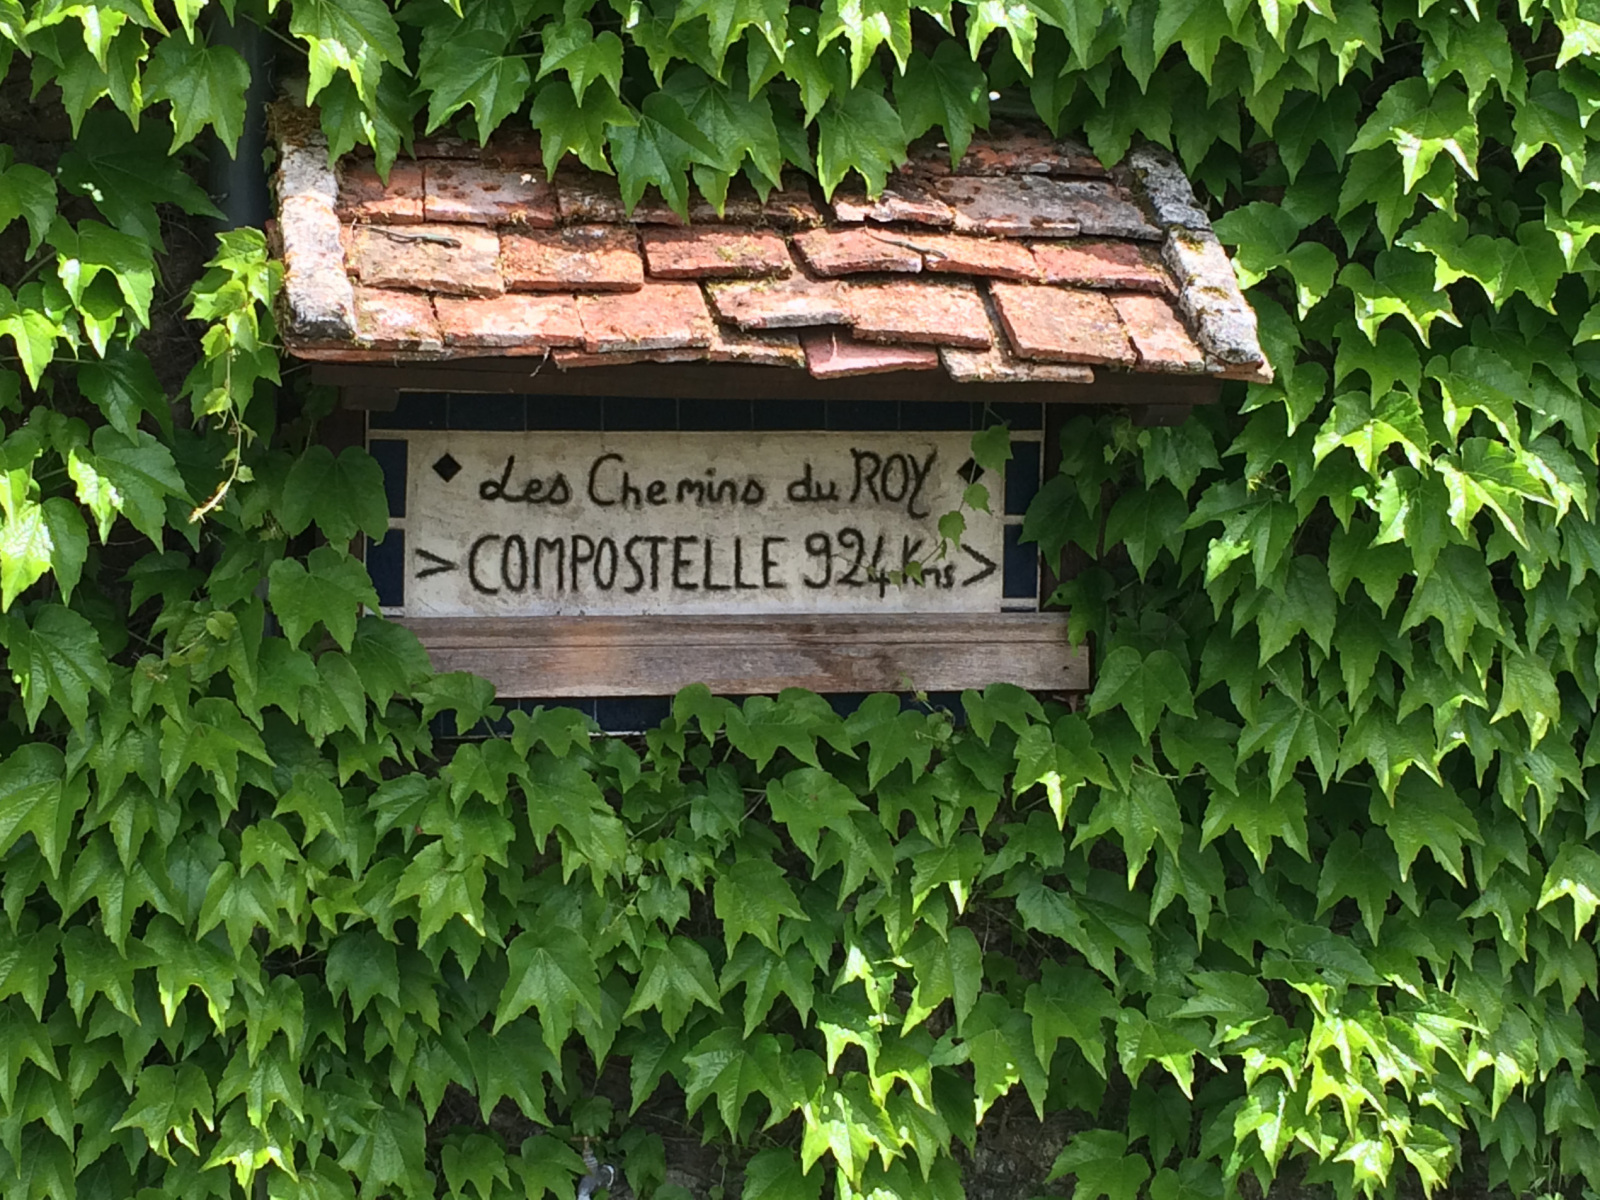 Les Chemins du ROY
> COMPOSTELLE 924 Kms >